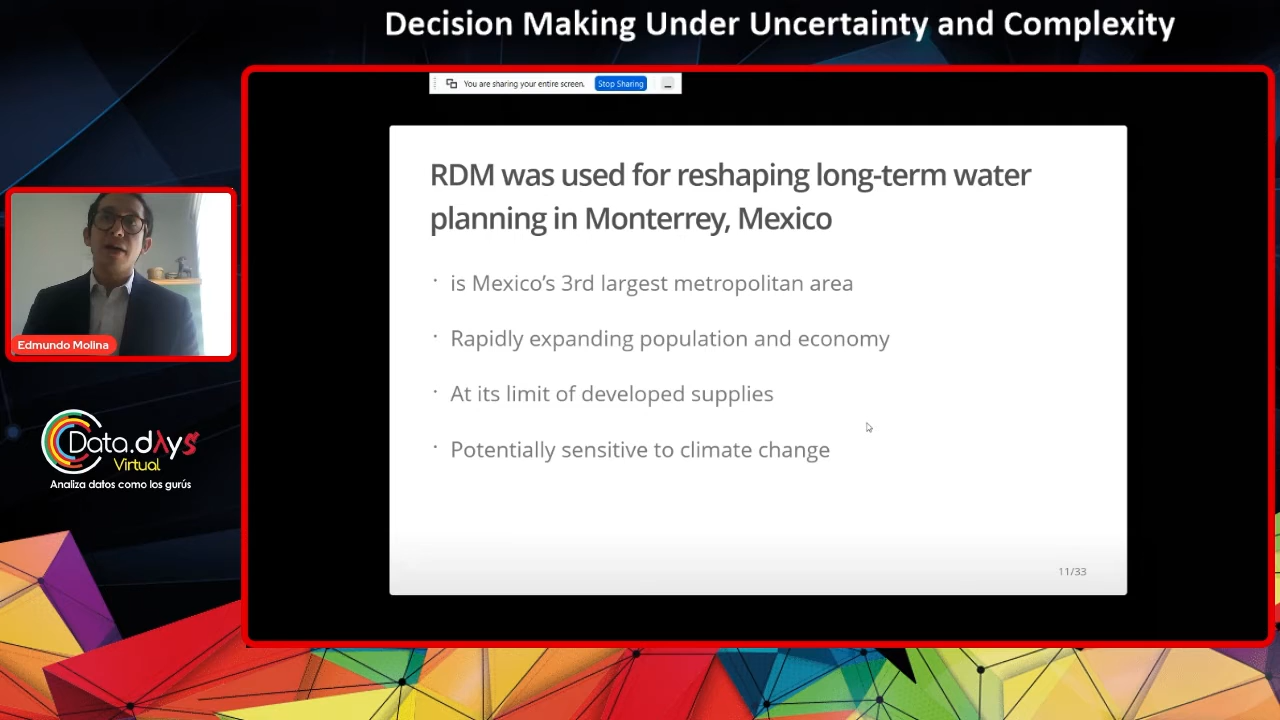 Decision Making Under Uncertainty and Complexity
You are sharing your entire screen.
Stop Sharing
RDM was used for reshaping long-term water
planning in Monterrey, Mexico
· is Mexico's 3rd largest metropolitan area
· Rapidly expanding population and economy
· At its limit of developed supplies
· Potentially sensitive to climate change
11/33
Edmundo Molina
Data.dλys
Virtual
Analiza datos como los gurús